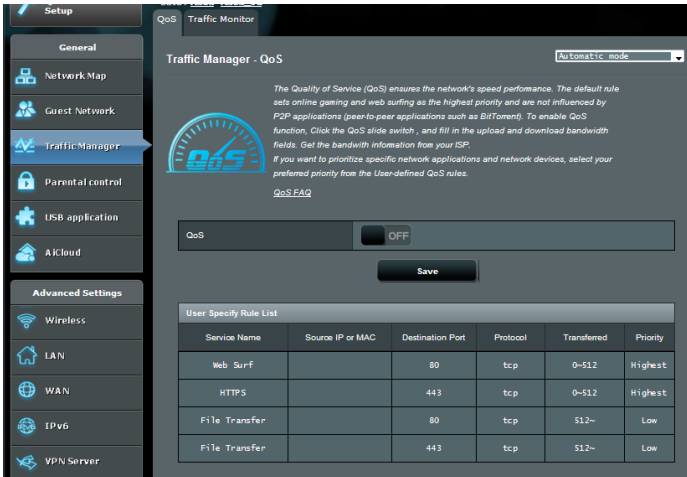 Setup
General
Network Map
Guest Network
Traffic Manager
Parental control
USB application
AiCloud
Advanced Settings
Wireless
LAN
WAN
IPv6
VPN Server
QoS Traffic Monitor
Traffic Manager - QoS
Automatic mode
The Quality of Service (QoS) ensures the network's speed performance. The default rule
sets online gaming and web surfing as the highest priority and are not influenced by
P2P applications (peer-to-peer applications such as BitTorrent). To enable QoS
function, Click the QoS slide switch , and fill in the upload and download bandwidth
fields. Get the bandwith information from your ISP.
If you want to prioritize specific network applications and network devices, select your
preferred priority from the User-defined QoS rules.
QoS FAQ
QoS
QoS OFF
Save
User Specify Rule List
Service Name Source IP or MAC Destination Port Protocol Transferred Priority
Web Surf 80 tcp 0~512 Highest
HTTPS 443 tcp 0~512 Highest
File Transfer 80 tcp 512~ Low
File Transfer 443 tcp 512~ Low